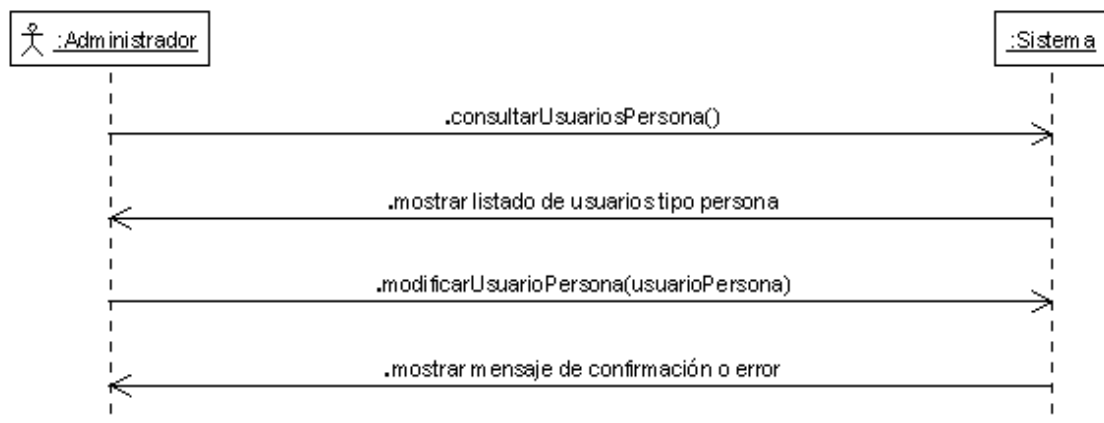 :Administrador
:Sistema
.consultarUsuariosPersona()
.mostrar listado de usuarios tipo persona
.modificarUsuarioPersona(usuarioPersona)
.mostrar mensaje de confirmación o error